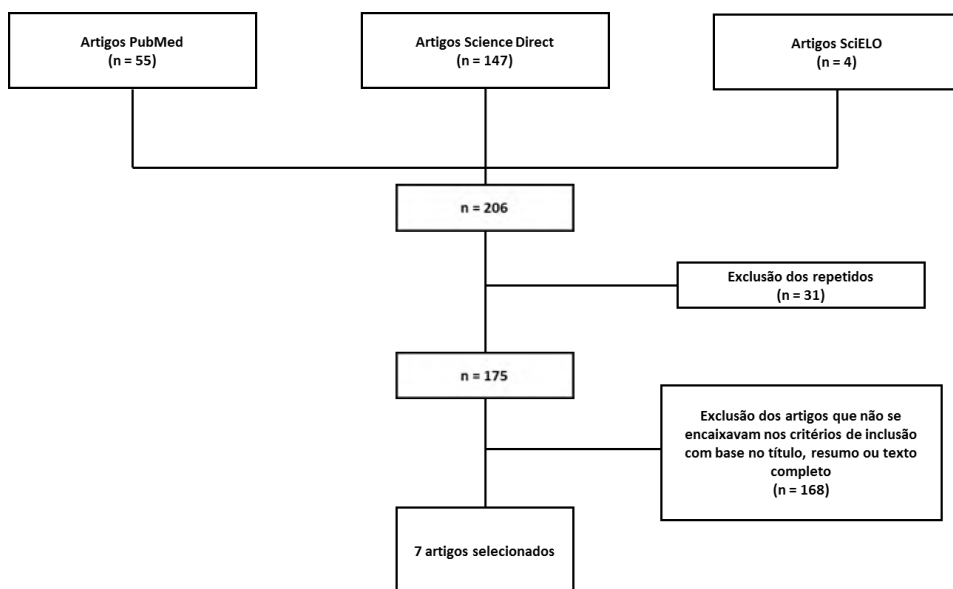 Artigos PubMed
(n = 55)
Artigos Science Direct
(n = 147)
Artigos SciELO
(n = 4)
n = 206
Exclusão dos repetidos
(n = 31)
n = 175
Exclusão dos artigos que não se
encaixavam nos critérios de inclusão
com base no título, resumo ou texto
completo
(n = 168)
7 artigos selecionados